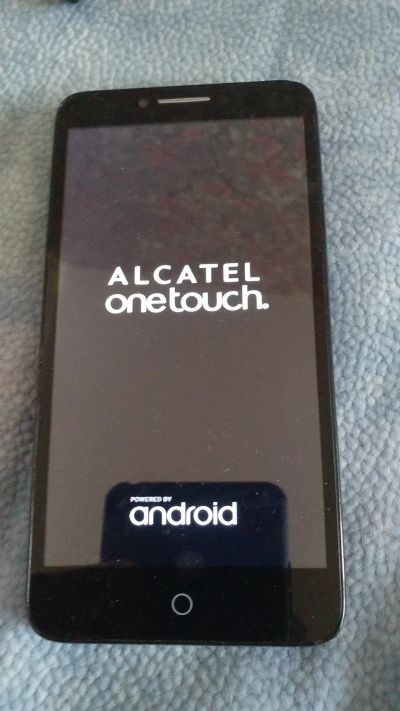 ALCATEL
onetouch.
POWERED BY
android